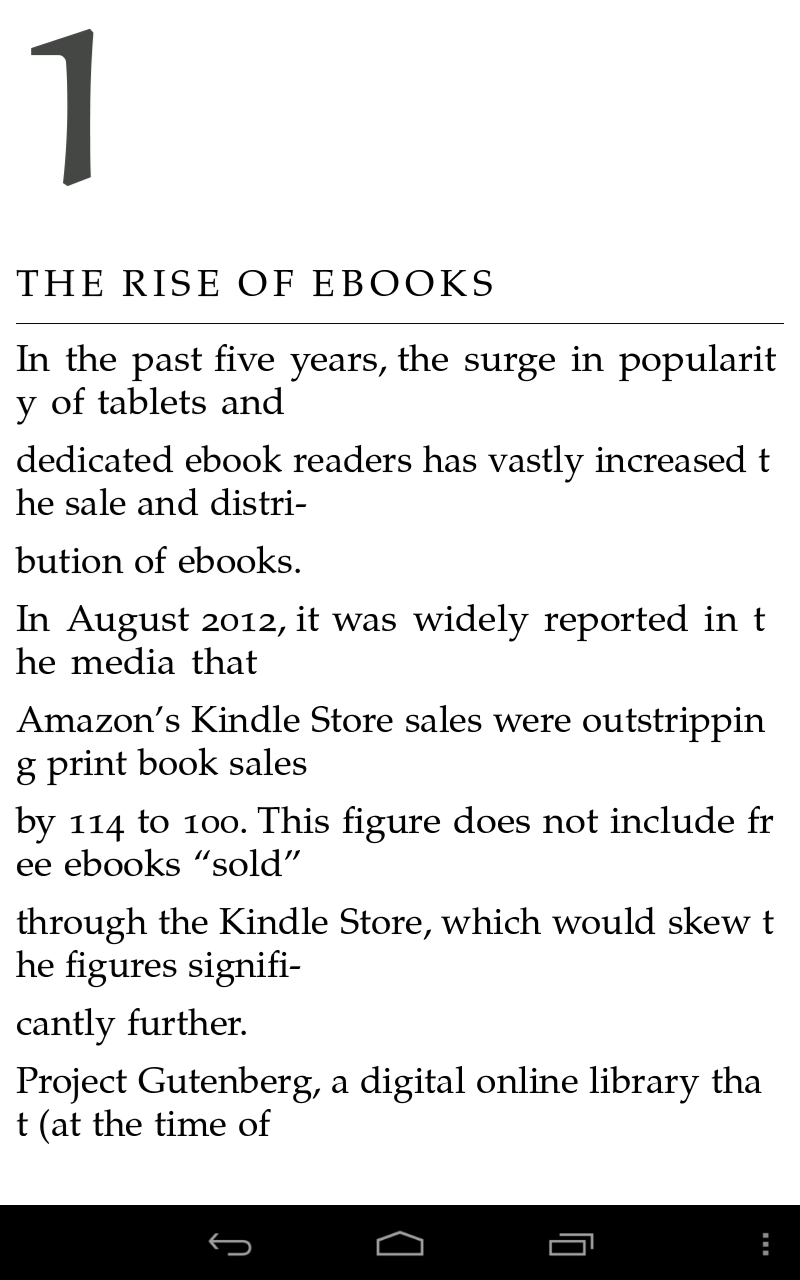 1
THE RISE OF EBOOKS
In the past five years, the surge in popularit
y of tablets and
dedicated ebook readers has vastly increased t
he sale and distri-
bution of ebooks.
In August 2012, it was widely reported in t
he media that
Amazon’s Kindle Store sales were outstrippin
g print book sales
by 114 to 100. This figure does not include fr
ee ebooks “sold”
through the Kindle Store, which would skew t
he figures signifi-
cantly further.
Project Gutenberg, a digital online library tha
t (at the time of